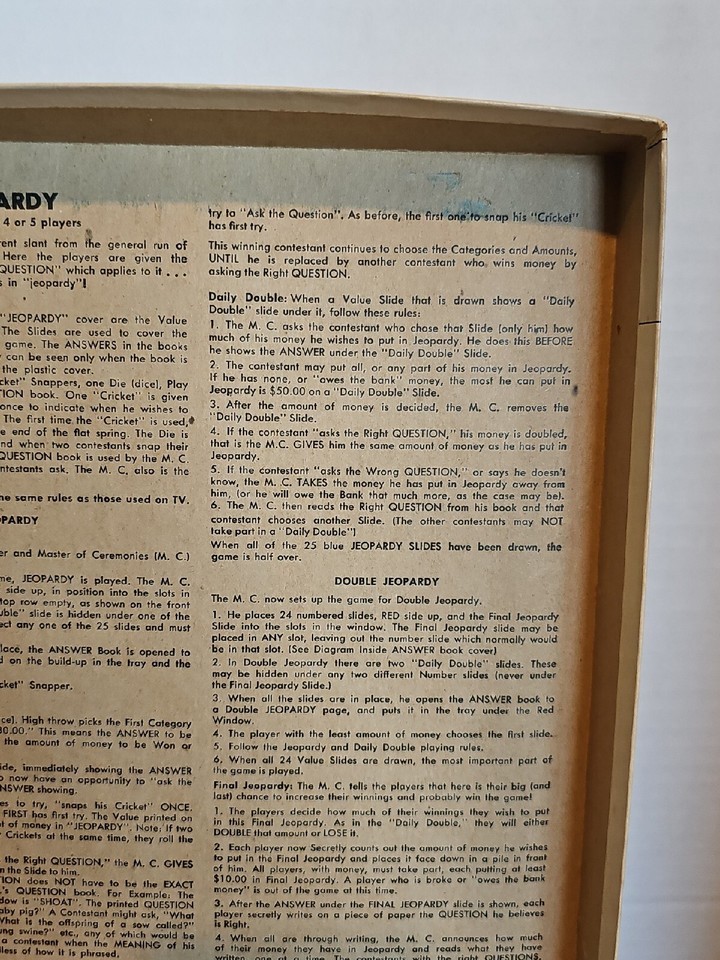 ARDY
4 or 5 players
rent slant from the general run of
Here the players are given the
QUESTION" which applies to it . . .
s in "jeopardy"!
"JEOPARDY" cover are the Value
The Slides are used to cover the
game. The ANSWERS in the books
can be seen only when the book is
the plastic cover.
cket" Snappers, one Die (dice), Play
TION book. One "Cricket" is given
once to indicate when he wishes to
The first time the "Cricket" is used,
e end of the flat spring. The Die is
nd when two contestants snap their
QUESTION book is used by the M. C.
ntestants ask. The M. C. also is the
he same rules as those used on TV.
OPARDY
er and Master of Ceremonies (M. C.)
me, JEOPARDY is played. The M. C.
side up, in position into the slots in
top row empty, as shown on the front
uble" slide is hidden under one of the
ect any one of the 25 slides and must
lace, the ANSWER Book is opened to
d on the build-up in the tray and the
cket" Snapper.
ce). High throw picks the First Category
30.00." This means the ANSWER to be
the amount of money to be Won or
ide, immediately showing the ANSWER
o now have an opportunity to "ask the
NSWER showing.
es to try, "snaps his Cricket" ONCE.
FIRST has first try. The Value printed on
t of money in "JEOPARDY". Note: If two
Crickets at the same time, they roll the
the Right QUESTION," the M. C. GIVES
n the Slide to him.
TION does NOT have to be the EXACT
.'s QUESTION book. For Example: The
dow is "SHOAT". The printed QUESTION
aby pig?" A Contestant might ask, "What
What is the offspring of a sow called?"
ung swine?" etc., any of which would be
a contestant when the MEANING of his
dless of how it is phrased.
try to "Ask the Question". As before, the first one to snap his "Cricket"
has first try.
This winning contestant continues to choose the Categories and Amounts,
UNTIL he is replaced by another contestant who wins money by
asking the Right QUESTION.
Daily Double: When a Value Slide that is drawn shows a "Daily
Double" slide under it, follow these rules:
1. The M. C. asks the contestant who chose that Slide (only him) how
much of his money he wishes to put in Jeopardy. He does this BEFORE
he shows the ANSWER under the "Daily Double" Slide.
2. The contestant may put all, or any part of his money in Jeopardy.
If he has none, or "owes the bank" money, the most he can put in
Jeopardy is $50.00 on a "Daily Double" Slide.
3. After the amount of money is decided, the M. C. removes the
"Daily Double" Slide.
4. If the contestant "asks the Right QUESTION," his money is doubled,
that is the M.C. GIVES him the same amount of money as he has put in
Jeopardy.
5. If the contestant "asks the Wrong QUESTION," or says he doesn't
know, the M. C. TAKES the money he has put in Jeopardy away from
him, (or he will owe the Bank that much more, as the case may be).
6. The M. C. then reads the Right QUESTION from his book and that
contestant chooses another Slide. (The other contestants may NOT
take part in a "Daily Double")
When all of the 25 blue JEOPARDY SLIDES have been drawn, the
game is half over.
DOUBLE JEOPARDY
The M. C. now sets up the game for Double Jeopardy.
1. He places 24 numbered slides, RED side up, and the Final Jeopardy
Slide into the slots in the window. The Final Jeopardy slide may be
placed in ANY slot, leaving out the number slide which normally would
be in that slot. (See Diagram Inside ANSWER book cover)
2. In Double Jeopardy there are two "Daily Double" slides. These
may be hidden under any two different Number slides (never under
the Final Jeopardy Slide.)
3. When all the slides are in place, he opens the ANSWER book to
a Double JEOPARDY page, and puts it in the tray under the Red
Window.
4. The player with the least amount of money chooses the first slide.
5. Follow the Jeopardy and Daily Double playing rules.
6. When all 24 Value Slides are drawn, the most important part of
the game is played.
Final Jeopardy: The M. C. tells the players that here is their big (and
last) chance to increase their winnings and probably win the game!
1. The players decide how much of their winnings they wish to put
in this Final Jeopardy. As in the "Daily Double," they will either
DOUBLE that amount or LOSE it.
2. Each player now Secretly counts out the amount of money he wishes
to put in the Final Jeopardy and places it face down in a pile in front
of him. All players, with money, must take part, each putting at least
$10.00 in Final Jeopardy. A player who is broke or "owes the bank
money" is out of the game at this time.
3. After the ANSWER under the FINAL JEOPARDY slide is shown, each
player secretly writes on a piece of paper the QUESTION he believes
is Right.
4. When all are through writing, the M. C. announces how much
of their money they have in Jeopardy and reads what they have
written, one at a time. The contestants with the right QUESTIONS,